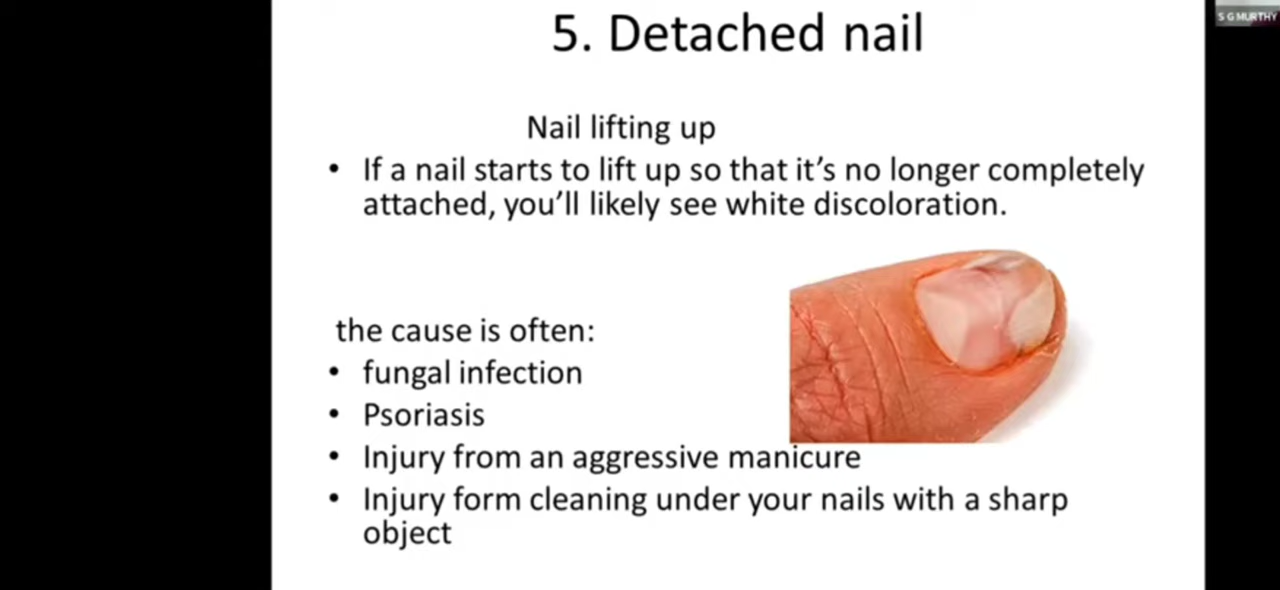 S G MURTHY
5. Detached nail
Nail lifting up
• If a nail starts to lift up so that it’s no longer completely
attached, you’ll likely see white discoloration.
the cause is often:
• fungal infection
• Psoriasis
• Injury from an aggressive manicure
• Injury form cleaning under your nails with a sharp
object